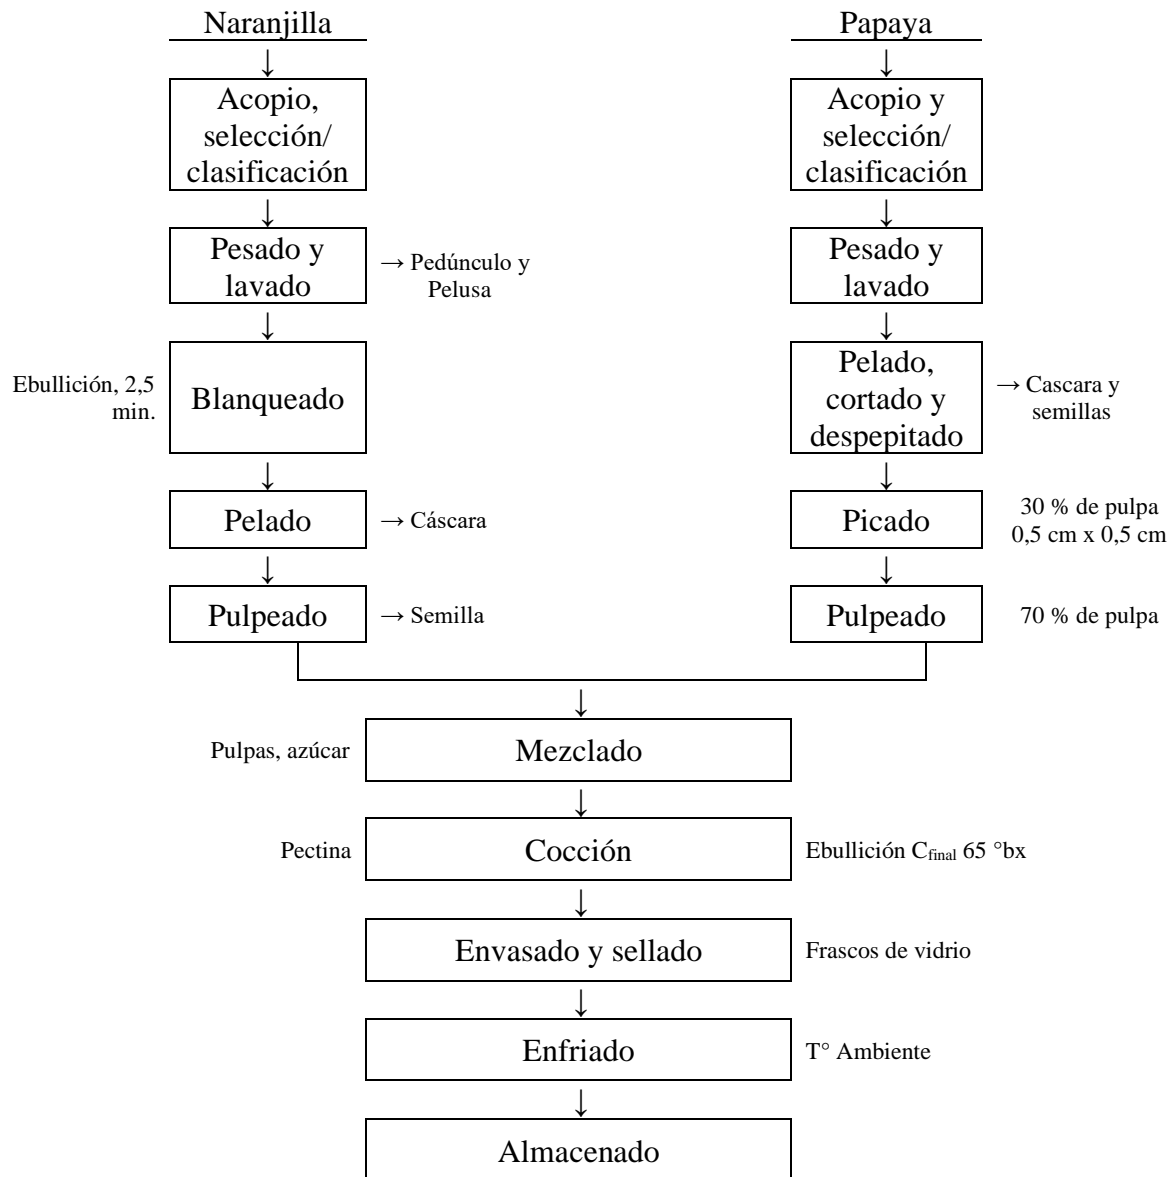 Naranjilla
Papaya
Acopio,
selección/
clasificación
Acopio y
selección/
clasificación
Pesado y
lavado
→ Pedúnculo y
Pelusa
Pesado y
lavado
Ebullición, 2,5
min.
Blanqueado
Pelado,
cortado y
despepitado
→ Cascara y
semillas
Pelado
→ Cáscara
Picado
30 % de pulpa
0,5 cm x 0,5 cm
Pulpeado
→ Semilla
Pulpeado
70 % de pulpa
Pulpas, azúcar
Mezclado
Pectina
Cocción
Ebullición Cfinal 65 °bx
Envasado y sellado
Frascos de vidrio
Enfriado
T° Ambiente
Almacenado